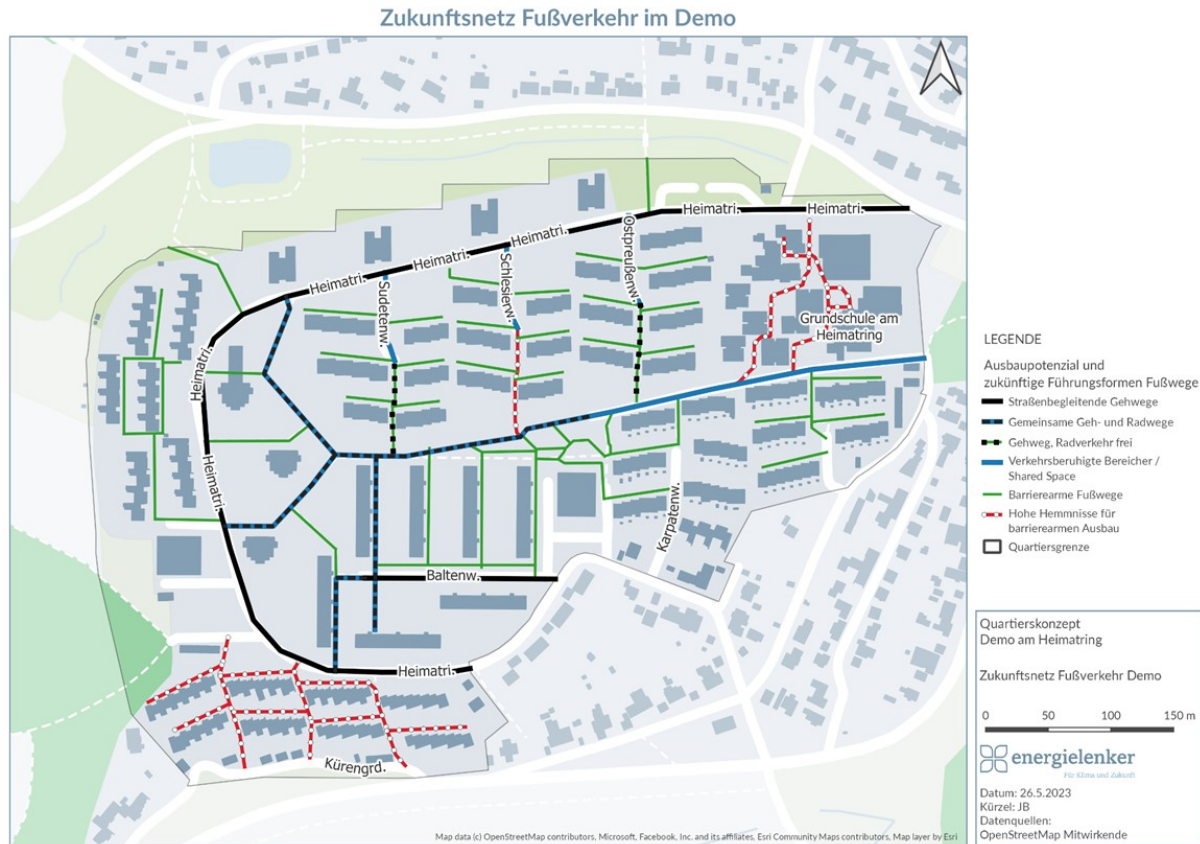 Zukunftsnetz Fußverkehr im Demo
Heimatri.
Heimatri.
Heimatri.
Heimatri.
Heimatri.
Ostpreußenw.
Schlesierw.
Sudetenw.
Grundschule am
Heimatring
Heimatri.
Heimatri.
Karpatenw.
Baltenw.
Heimatri.
Kürengrd.
Map data (c) OpenStreetMap contributors, Microsoft, Facebook, Inc. and its affiliates, Esri Community Maps contributors, Map layer by Esri
LEGENDE
Ausbaupotenzial und
zukünftige Führungsformen Fußwege
Straßenbegleitende Gehwege
Gemeinsame Geh- und Radwege
Gehweg, Radverkehr frei
Verkehrsberuhigte Bereicher /
Shared Space
Barrierearme Fußwege
Hohe Hemmnisse für
barrierearmen Ausbau
Quartiersgrenze
Quartierskonzept
Demo am Heimatring
Zukunftsnetz Fußverkehr Demo
0 50 100 150 m
energielenker
Für Klima und Zukunft
Datum: 26.5.2023
Kürzel: JB
Datenquellen:
OpenStreetMap Mitwirkende